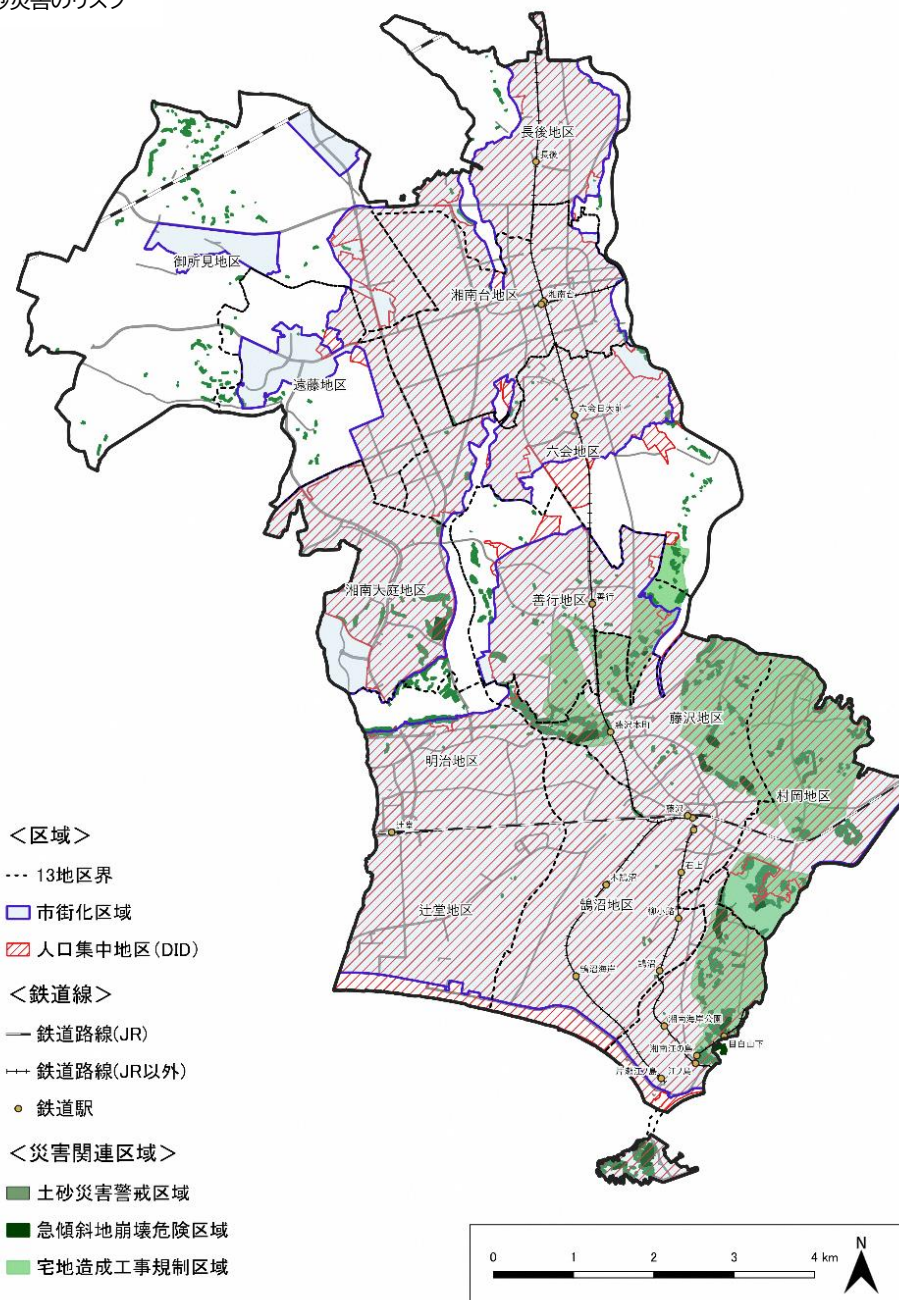 災害のリスク
長後地区
長後
御所見地区
湘南台地区
湘南台
遠藤地区
六会日大前
六会地区
湘南大庭地区
善行地区
善行
藤沢地区
藤沢本町
明治地区
村岡地区
辻堂
藤沢
石上
本鵠沼
辻堂地区
鵠沼地区
柳小路
鵠沼
鵠沼海岸
湘南海岸公園
目白山下
湘南江の島
片瀬江ノ島
江ノ島
<区域>
13地区界
市街化区域
人口集中地区(DID)
<鉄道線>
鉄道路線(JR)
鉄道路線(JR以外)
鉄道駅
<災害関連区域>
土砂災害警戒区域
急傾斜地崩壊危険区域
宅地造成工事規制区域
0 1 2 3 4 km
N